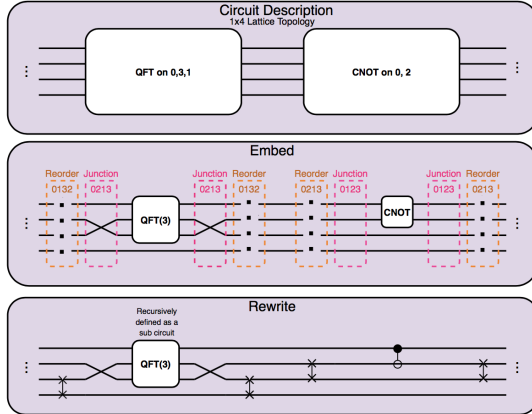 Circuit Description
1x4 Lattice Topology
QFT on 0,3,1
CNOT on 0, 2
Embed
Reorder Junction Junction Reorder Reorder Junction Junction Reorder
0132 0213 0213 0132 0213 0123 0123 0213
QFT(3)
CNOT
Rewrite
Recursively
defined as a
sub circuit
QFT(3)